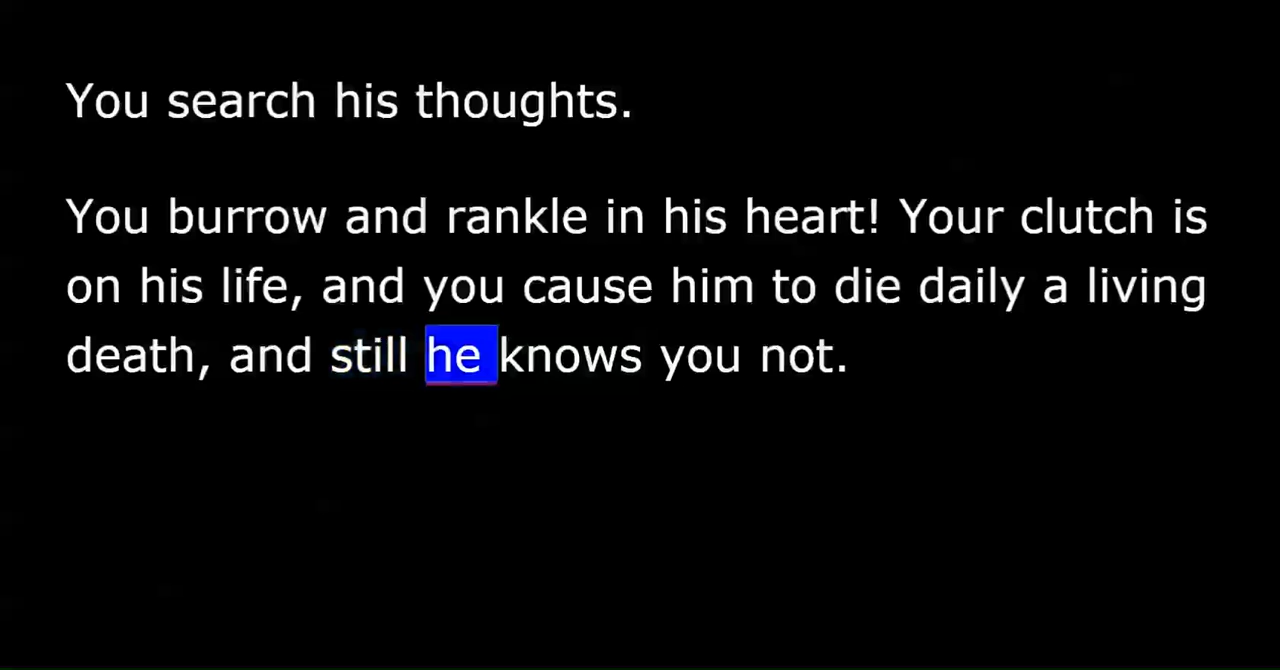 You search his thoughts.
You burrow and rankle in his heart! Your clutch is
on his life, and you cause him to die daily a living
death, and still he knows you not.